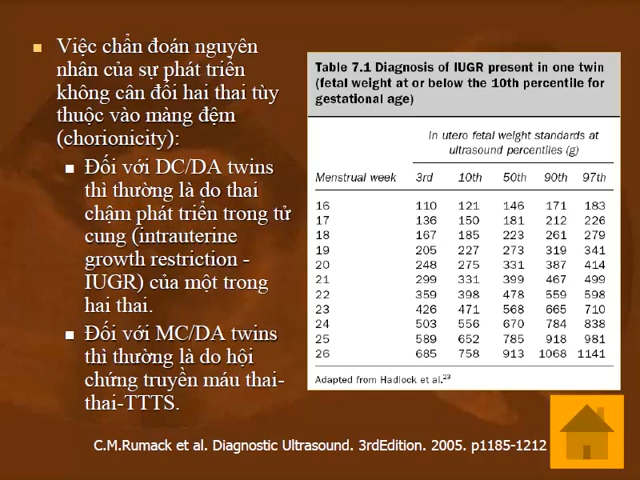 Việc chẩn đoán nguyên
nhân của sự phát triển
không cân đối hai thai tùy
thuộc vào màng đệm
(chorionicity):
Đối với DC/DA twins
thì thường là do thai
chậm phát triển trong tử
cung (intrauterine
growth restriction -
IUGR) của một trong
hai thai.
Đối với MC/DA twins
thì thường là do hội
chứng truyền máu thai-
thai-TTTS.
Table 7.1 Diagnosis of IUGR present in one twin
(fetal weight at or below the 10th percentile for
gestational age)
In utero fetal weight standards at
ultrasound percentiles (g)
Menstrual week 3rd 10th 50th 90th 97th
16 110 121 146 171 183
17 136 150 181 212 226
18 167 185 223 261 279
19 205 227 273 319 341
20 248 275 331 387 414
21 299 331 399 467 499
22 359 398 478 559 598
23 426 471 568 665 710
24 503 556 670 784 838
25 589 652 785 918 981
26 685 758 913 1068 1141
Adapted from Hadlock et al.23
C.M.Rumack et al. Diagnostic Ultrasound. 3rdEdition. 2005. p1185-1212